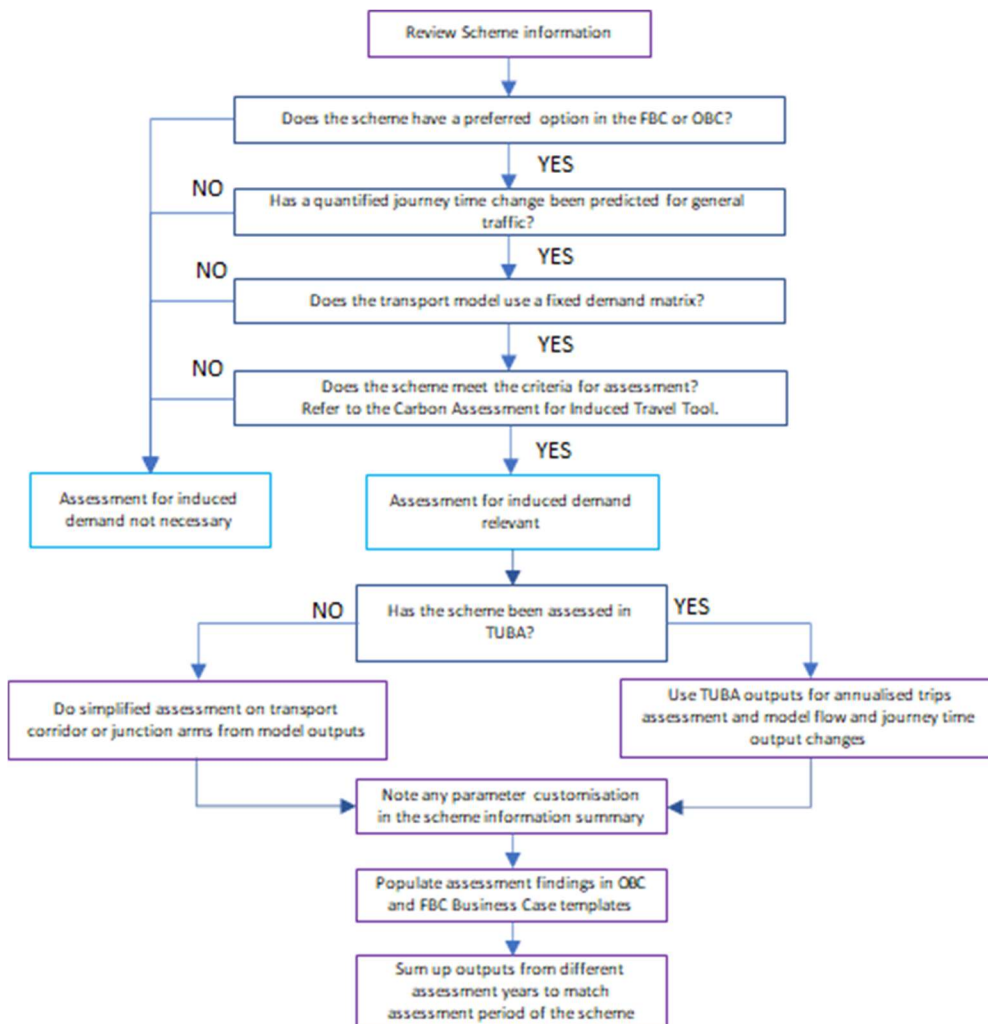 Review Scheme information
Does the scheme have a preferred option in the FBC or OBC?
YES
NO
Has a quantified journey time change been predicted for general
traffic?
YES
NO
Does the transport model use a fixed demand matrix?
YES
NO
Does the scheme meet the criteria for assessment?
Refer to the Carbon Assessment for Induced Travel Tool.
YES
Assessment for induced
demand not necessary
Assessment for induced demand
relevant
NO
Has the scheme been assessed in
TUBA?
YES
Do simplified assessment on transport
corridor or junction arms from model outputs
Use TUBA outputs for annualised trips
assessment and model flow and journey time
output changes
Note any parameter customisation
in the scheme information summary
Populate assessment findings in OBC
and FBC Business Case templates
Sum up outputs from different
assessment years to match
assessment period of the scheme